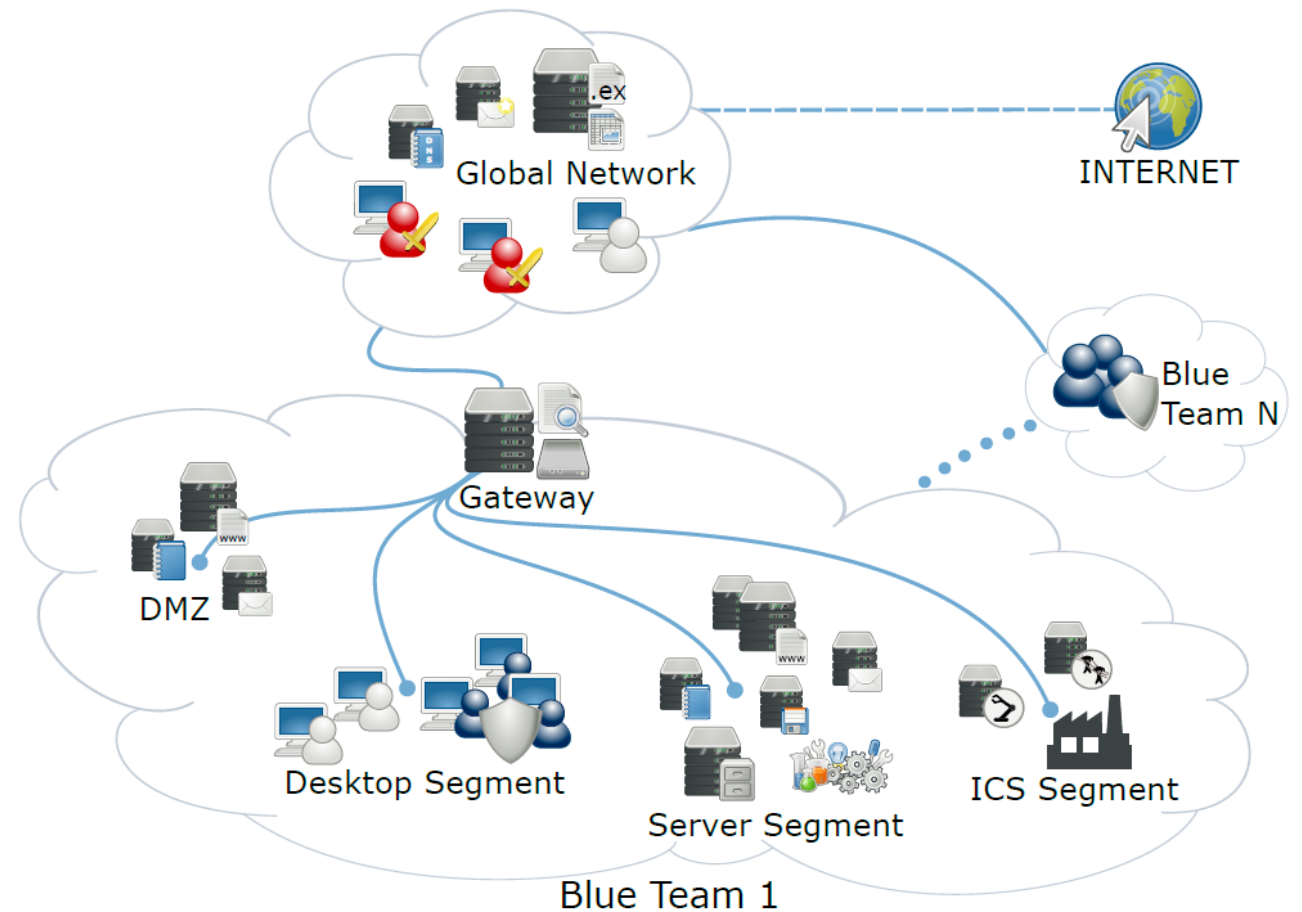 .ex
DNS
Global Network
INTERNET
Blue
Team N
Gateway
www
DMZ
www
Desktop Segment
Server Segment
ICS Segment
Blue Team 1